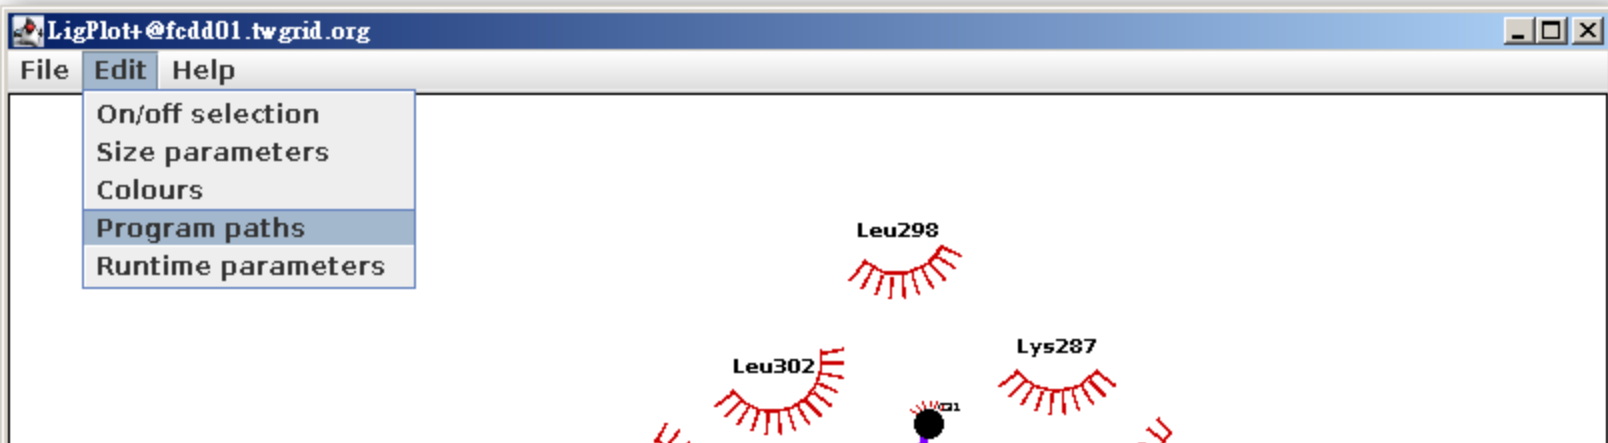 LigPlot+@fcdd01.twgrid.org
File Edit Help
On/off selection
Size parameters
Colours
Program paths
Runtime parameters
Leu298
Lys287
Leu302